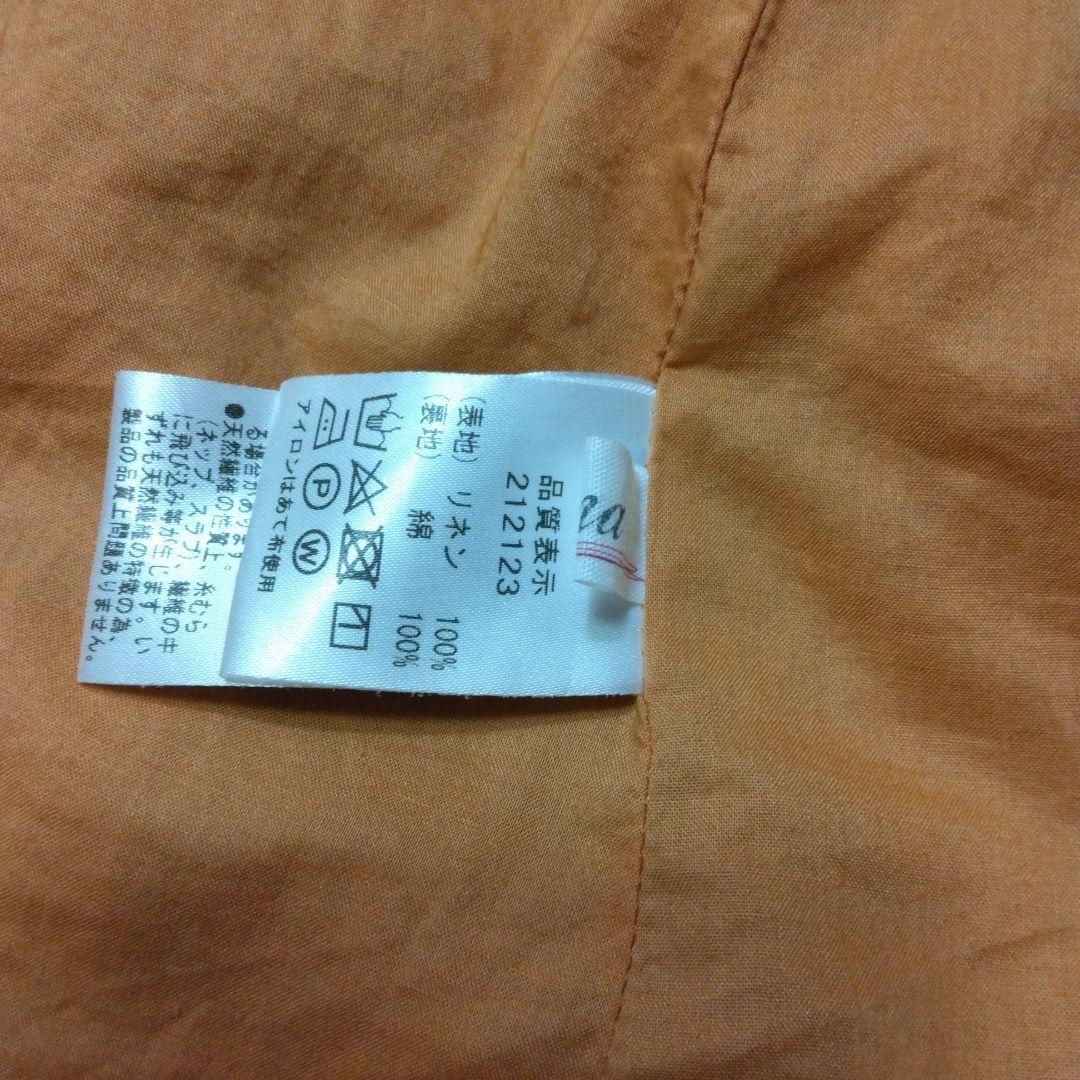 品質表示
212123
(表地) リネン 100%
(裏地) 綿 100%
P W
アイロンはあて布使用
●天然繊維の性質上、糸むら
(ネップ、スラブ)、繊維の中
に飛び込み等が生じます。い
ずれも天然繊維の特徴の為、
製品の品質上問題ありません。